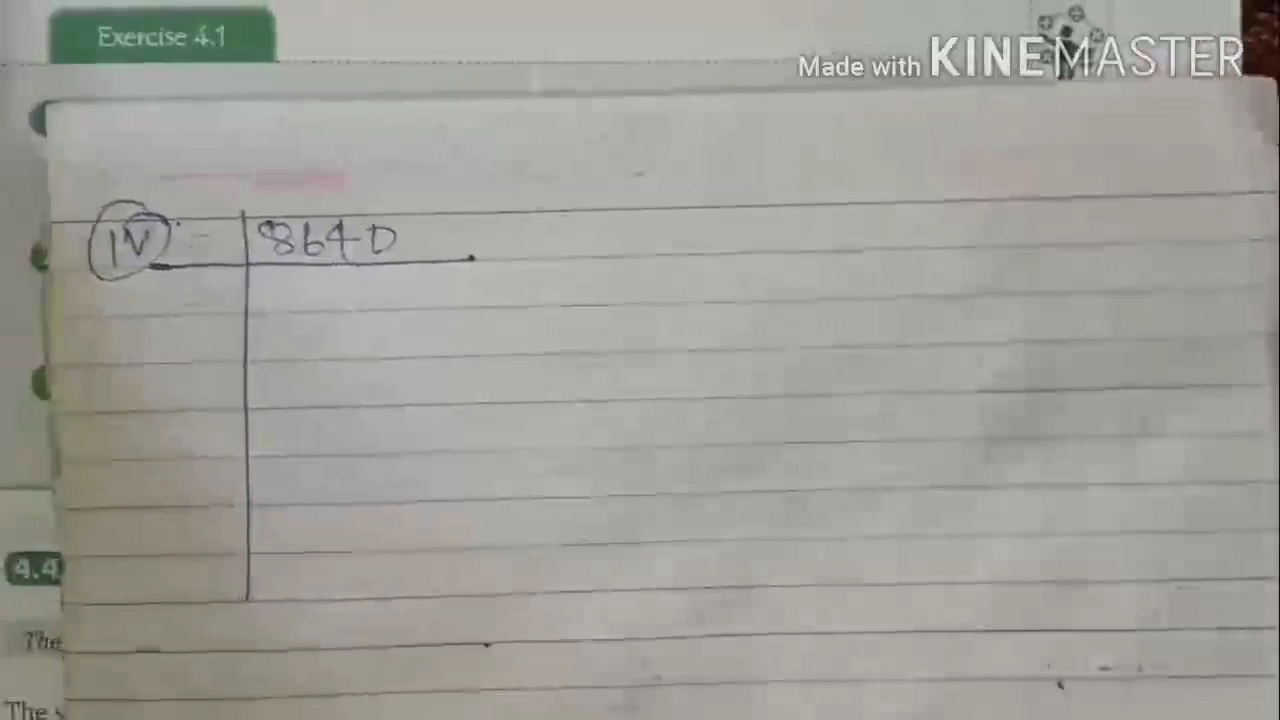 Exercise 4.1
Made with KINEMASTER
IV 8640
4.4
The
The